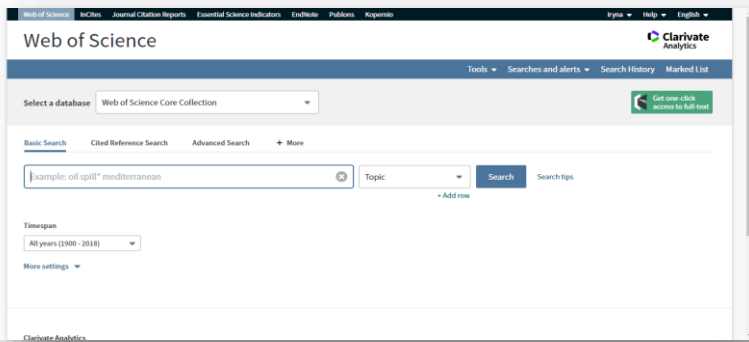 Web of Science InCites Journal Citation Reports Essential Science Indicators EndNote Publons Kopernio Iryna Help English
Web of Science
Clarivate
Analytics
Tools Searches and alerts Search History Marked List
Select a database Web of Science Core Collection
Get one-click
access to full-text
Basic Search Cited Reference Search Advanced Search + More
Example: oil spill* mediterranean Topic Search Search tips
+ Add row
Timespan
All years (1900 - 2018)
More settings
Clarivate Analytics